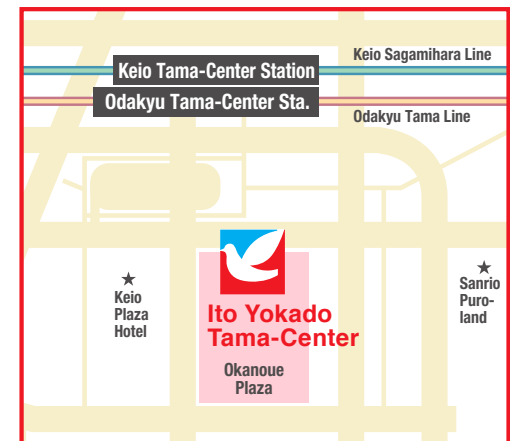 Keio Sagamihara Line
Keio Tama-Center Station
Odakyu Tama-Center Sta.
Odakyu Tama Line
★
Keio
Plaza
Hotel
Ito Yokado
Tama-Center
Okanoue
Plaza
★
Sanrio
Puro-
land